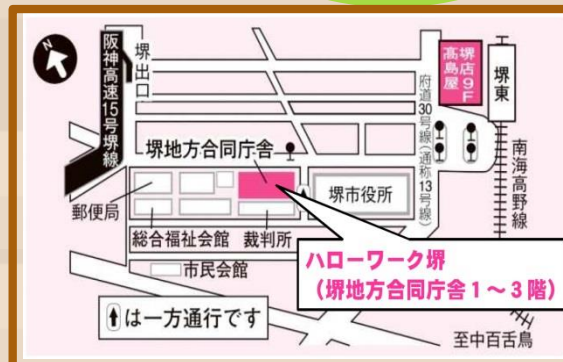 N
阪神高速15号堺線
堺出口
堺店9F
高島屋
堺東
府道30号線(通称13号線)
南海高野線
堺地方合同庁舎
郵便局
堺市役所
総合福祉会館
裁判所
市民会館
ハローワーク堺
(堺地方合同庁舎1～3階)
は一方通行です
至中百舌鳥